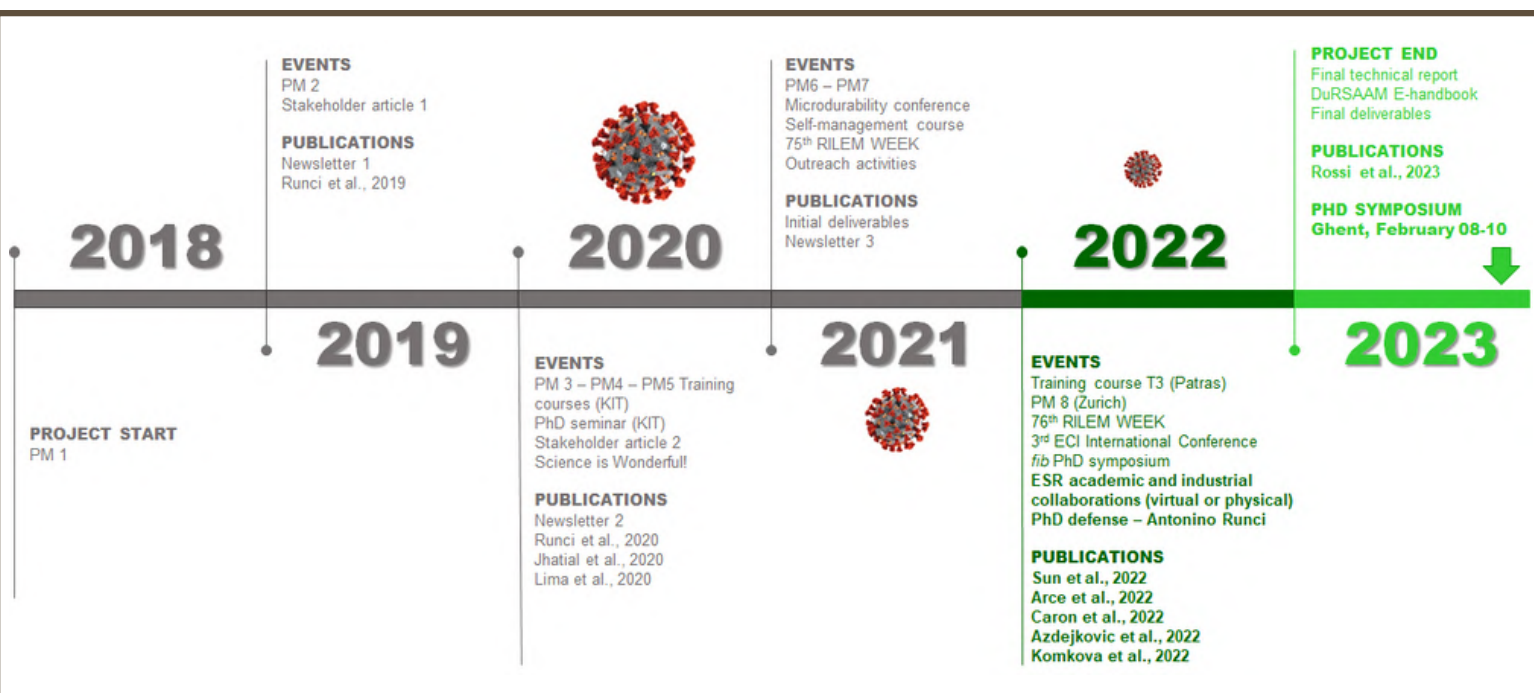 2018
PROJECT START
PM 1
EVENTS
PM 2
Stakeholder article 1
PUBLICATIONS
Newsletter 1
Runci et al., 2019
2019
2020
EVENTS
PM 3 – PM4 – PM5 Training
courses (KIT)
PhD seminar (KIT)
Stakeholder article 2
Science is Wonderful!
PUBLICATIONS
Newsletter 2
Runci et al., 2020
Jhatial et al., 2020
Lima et al., 2020
EVENTS
PM6 – PM7
Microdurability conference
Self-management course
75th RILEM WEEK
Outreach activities
PUBLICATIONS
Initial deliverables
Newsletter 3
2021
2022
EVENTS
Training course T3 (Patras)
PM 8 (Zurich)
76th RILEM WEEK
3rd ECI International Conference
fib PhD symposium
ESR academic and industrial
collaborations (virtual or physical)
PhD defense – Antonino Runci
PUBLICATIONS
Sun et al., 2022
Arce et al., 2022
Caron et al., 2022
Azdejkovic et al., 2022
Komkova et al., 2022
PROJECT END
Final technical report
DuRSAAM E-handbook
Final deliverables
PUBLICATIONS
Rossi et al., 2023
PHD SYMPOSIUM
Ghent, February 08-10
2023